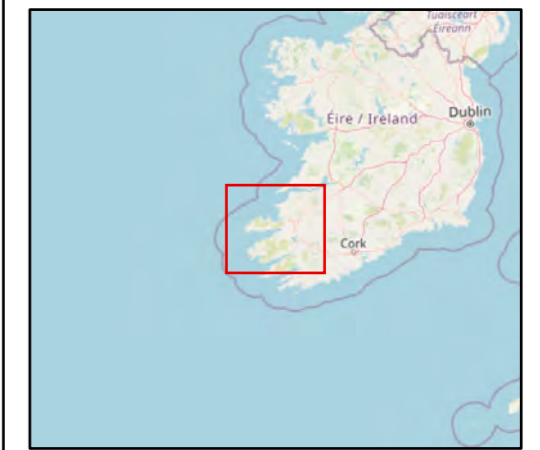 Tuaisceart
Éireann
Dublin
Éire / Ireland
Cork